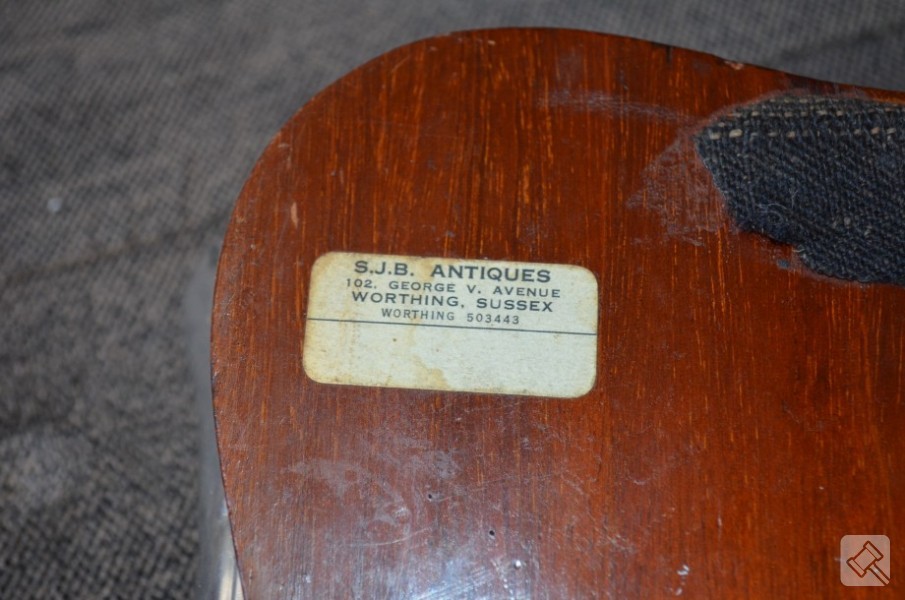 S.J.B. ANTIQUES
102, GEORGE V. AVENUE
WORTHING, SUSSEX
WORTHING 503443